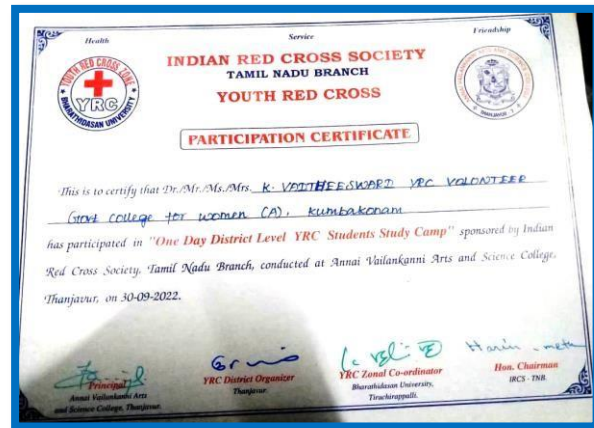 Health Service Friendship
YOUTH RED CROSS ZONE
YRC
BHARATHIDASAN UNIVERSITY
INDIAN RED CROSS SOCIETY
TAMIL NADU BRANCH
YOUTH RED CROSS
PARTICIPATION CERTIFICATE
This is to certify that Dr./Mr./Ms./Mrs. K. VAITHEESWARI YRC VOLONTEER
Govt college for women (A), Kumbakonam
has participated in "One Day District Level YRC Students Study Camp" sponsored by Indian
Red Cross Society, Tamil Nadu Branch, conducted at Annai Vailankanni Arts and Science College,
Thanjavur, on 30-09-2022.
Principal
Annai Vailankanni Arts
and Science College, Thanjavur.
YRC District Organizer
Thanjavur.
YRC Zonal Co-ordinator
Bharathidasan University,
Tiruchirappalli.
Hon. Chairman
IRCS - TNB.